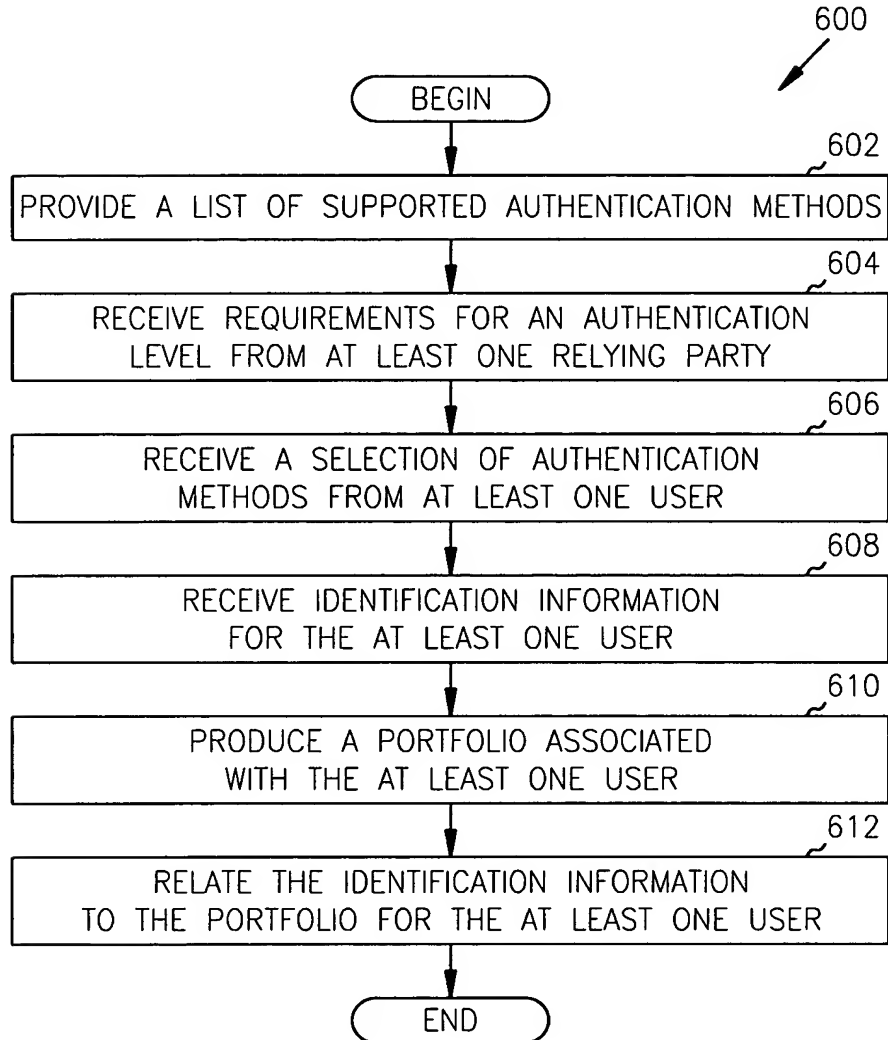 600
BEGIN
602
PROVIDE A LIST OF SUPPORTED AUTHENTICATION METHODS
604
RECEIVE REQUIREMENTS FOR AN AUTHENTICATION
LEVEL FROM AT LEAST ONE RELYING PARTY
606
RECEIVE A SELECTION OF AUTHENTICATION
METHODS FROM AT LEAST ONE USER
608
RECEIVE IDENTIFICATION INFORMATION
FOR THE AT LEAST ONE USER
610
PRODUCE A PORTFOLIO ASSOCIATED
WITH THE AT LEAST ONE USER
612
RELATE THE IDENTIFICATION INFORMATION
TO THE PORTFOLIO FOR THE AT LEAST ONE USER
END